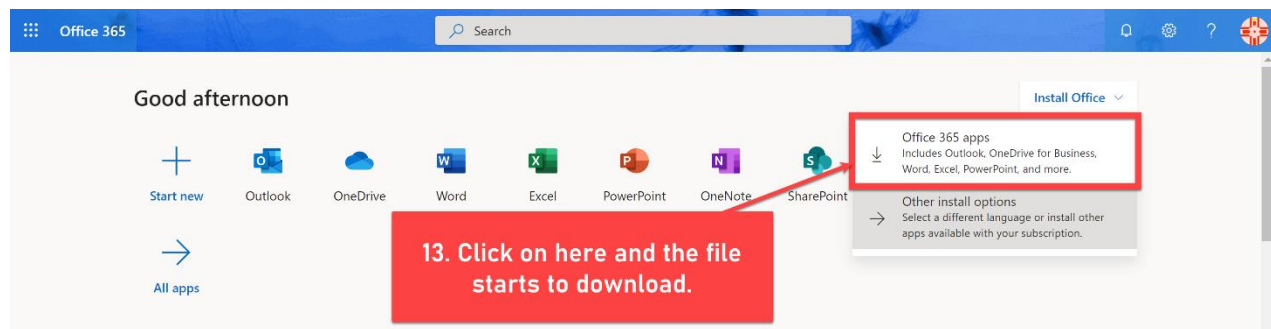 Office 365
Search
?
Good afternoon
Install Office
Office 365 apps
Includes Outlook, OneDrive for Business,
Word, Excel, PowerPoint, and more.
Start new
Outlook
OneDrive
Word
Excel
PowerPoint
OneNote
SharePoint
Other install options
Select a different language or install other
apps available with your subscription.
13. Click on here and the file
starts to download.
All apps